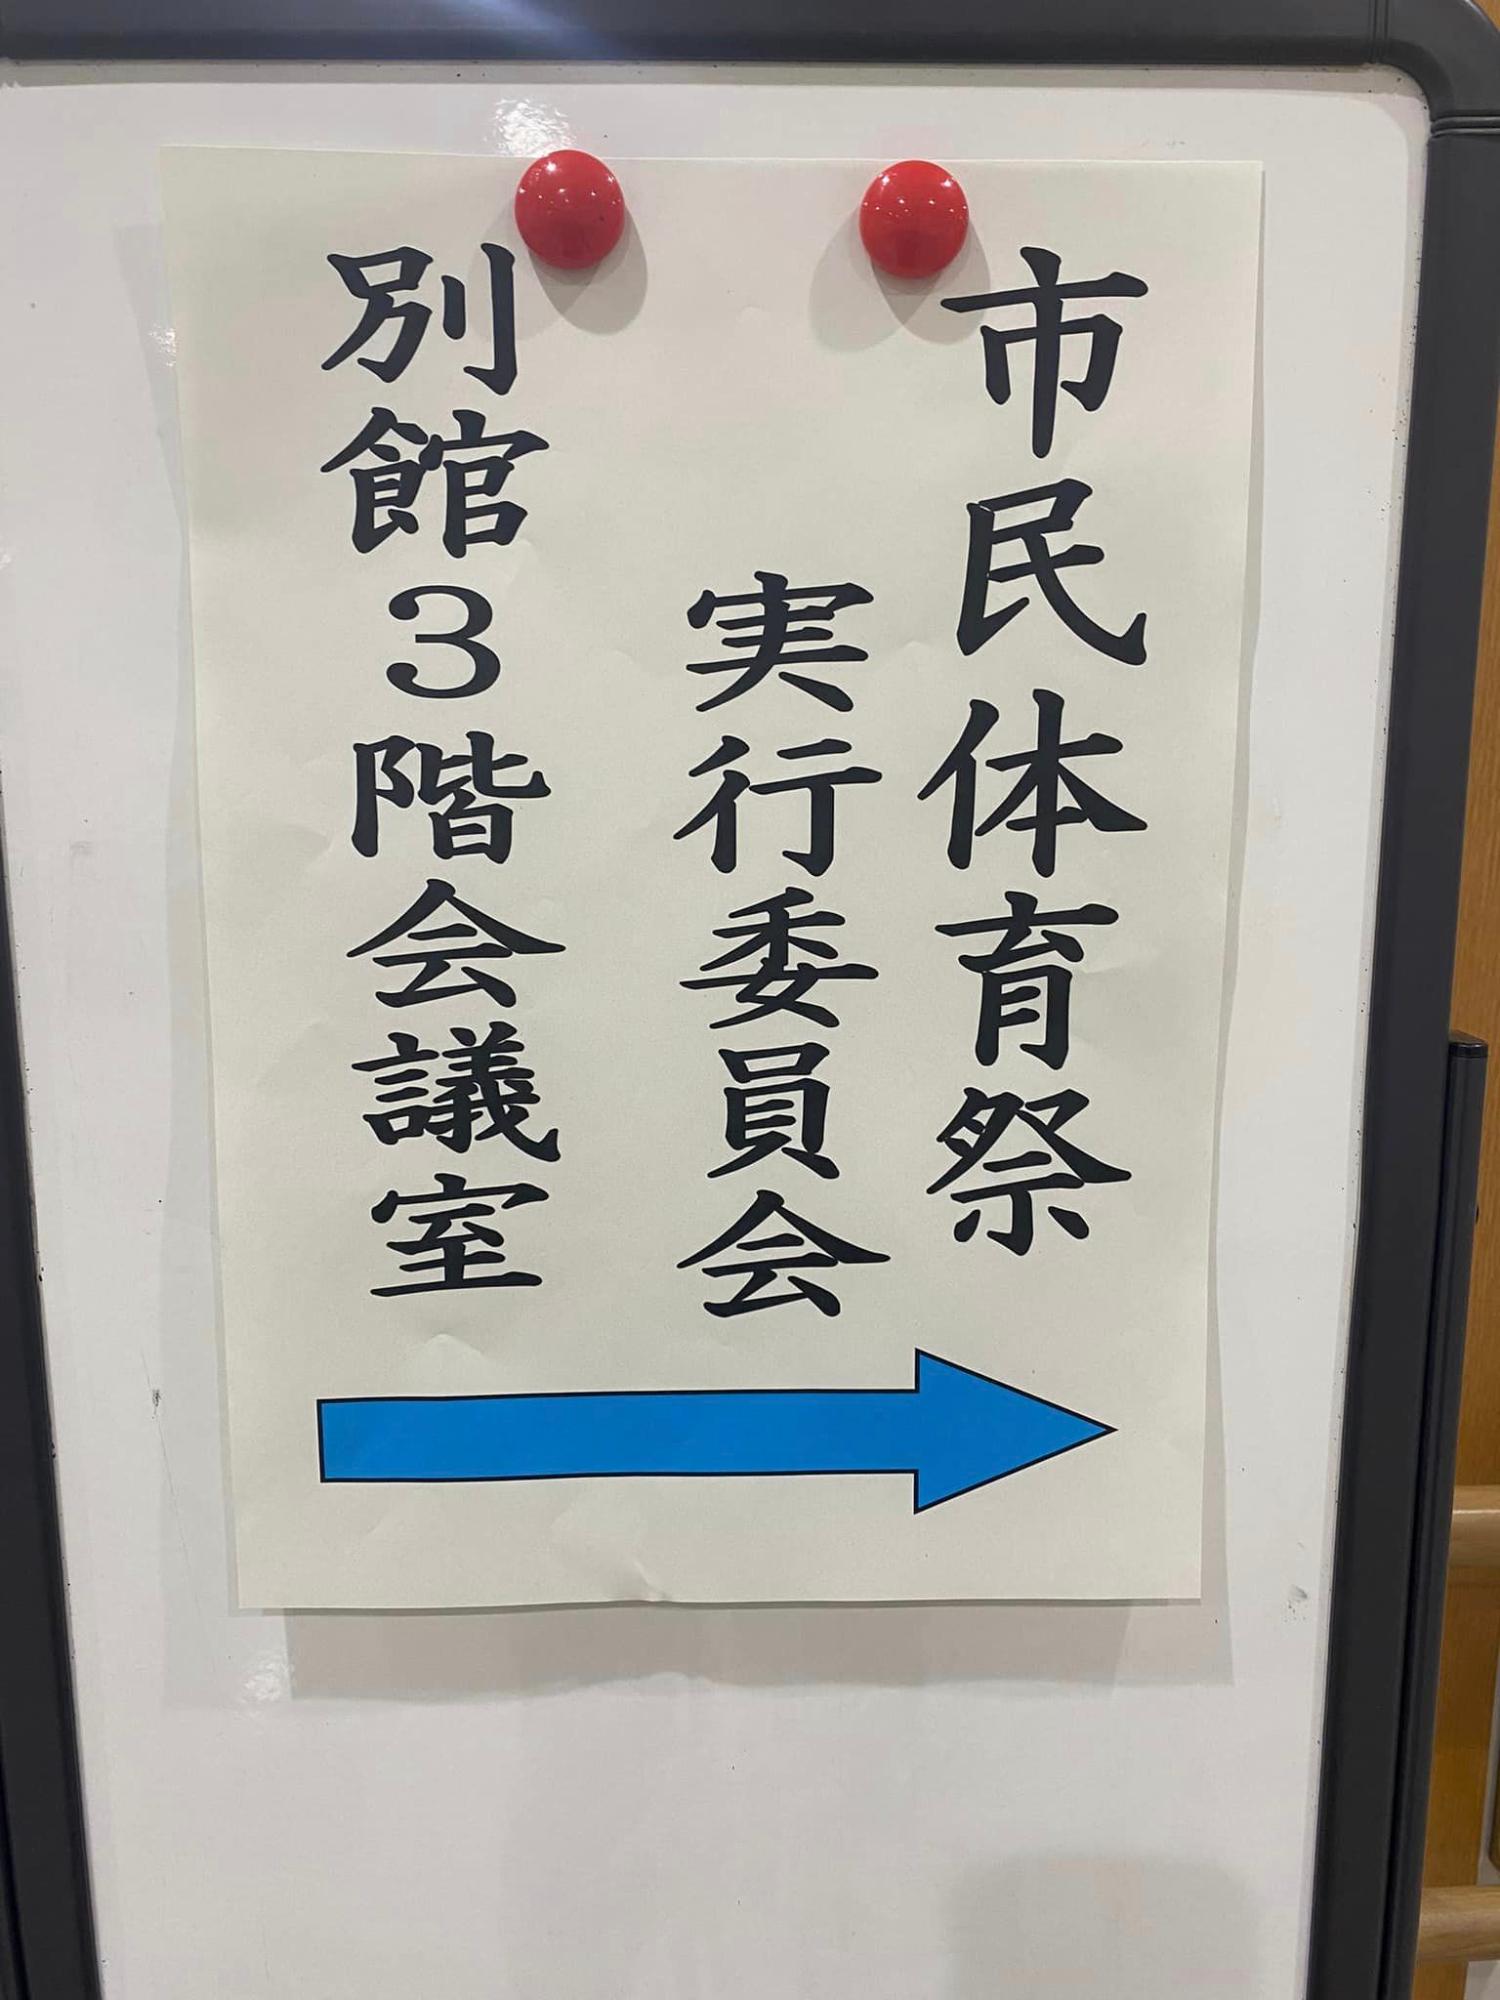 市民体育祭
実行委員会
別館3階会議室